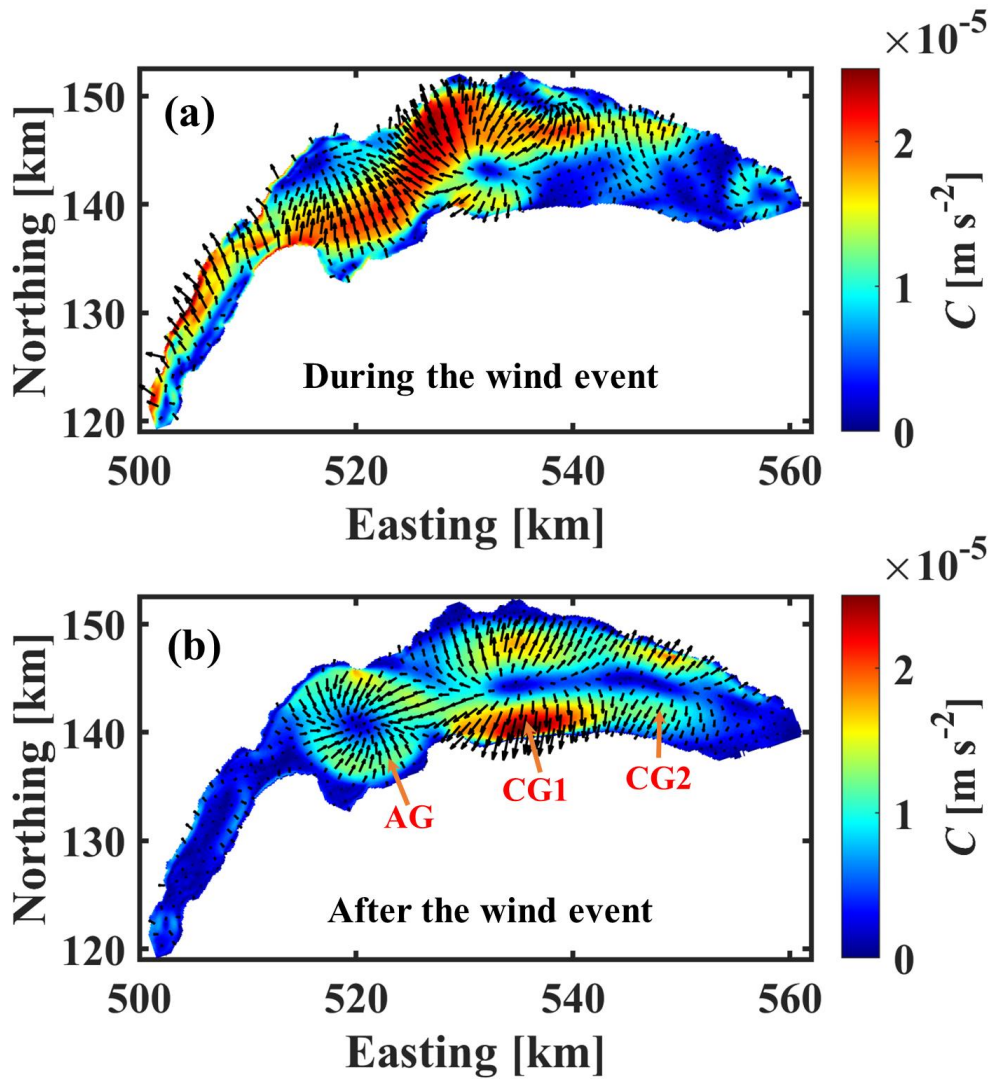 ×10⁻⁵
(a)
150
140
130
120
Northing [km]
During the wind event
500
520
540
560
Easting [km]
2
1
0
C [m s⁻²]
×10⁻⁵
(b)
150
140
130
120
Northing [km]
AG
CG1
CG2
After the wind event
500
520
540
560
Easting [km]
2
1
0
C [m s⁻²]